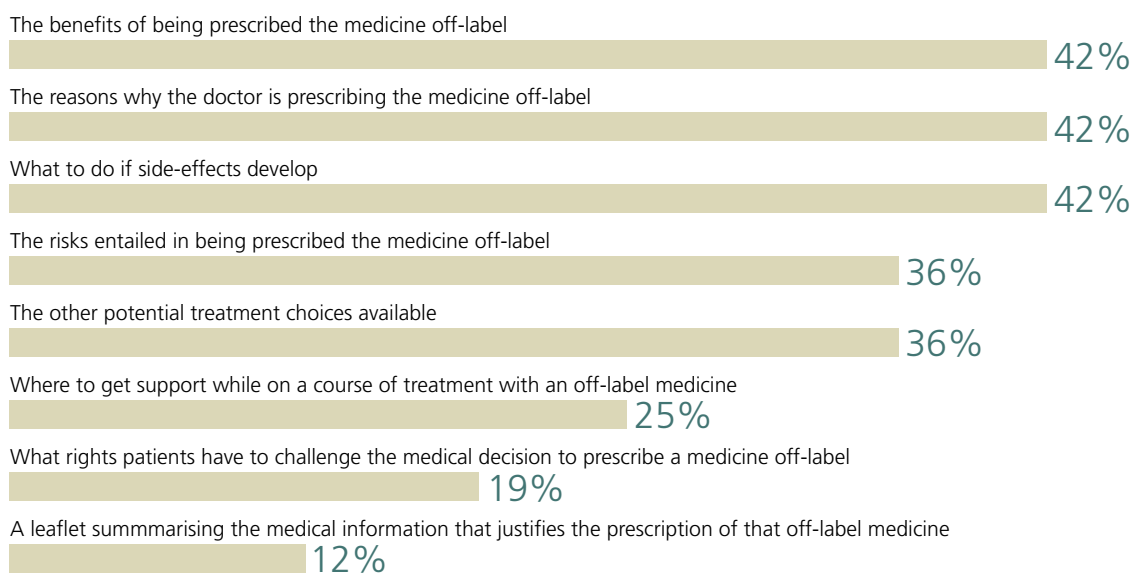 The benefits of being prescribed the medicine off-label
42%
The reasons why the doctor is prescribing the medicine off-label
42%
What to do if side-effects develop
42%
The risks entailed in being prescribed the medicine off-label
36%
The other potential treatment choices available
36%
Where to get support while on a course of treatment with an off-label medicine
25%
What rights patients have to challenge the medical decision to prescribe a medicine off-label
19%
A leaflet summmarising the medical information that justifies the prescription of that off-label medicine
12%